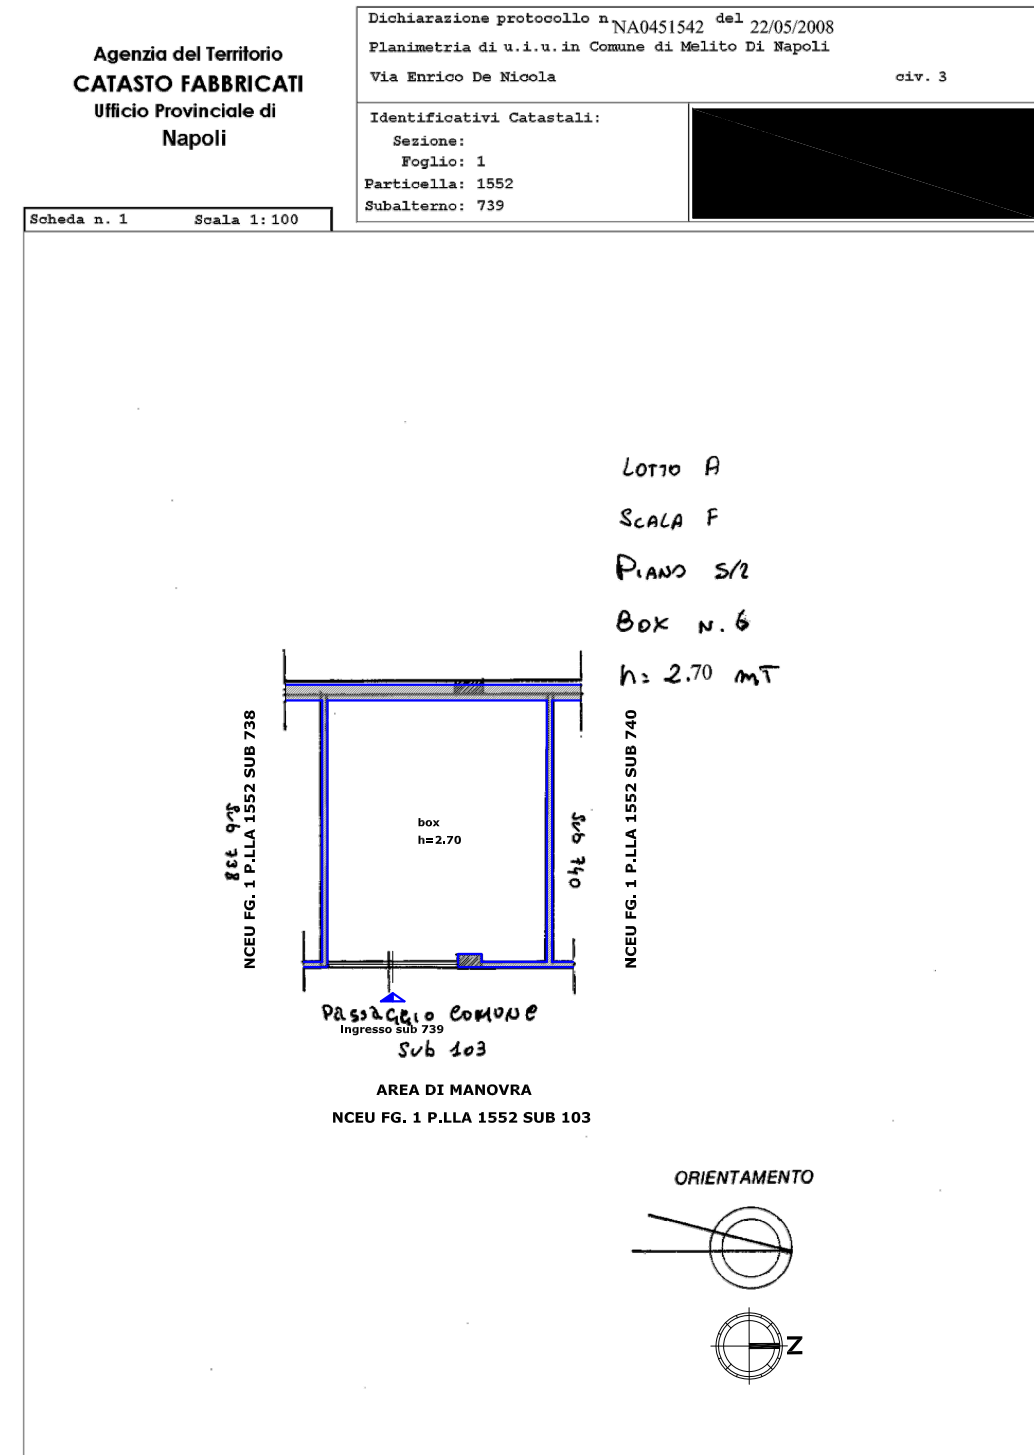 Agenzia del Territorio
CATASTO FABBRICATI
Ufficio Provinciale di
Napoli
Dichiarazione protocollo n. NA0451542 del 22/05/2008
Planimetria di u.i.u. in Comune di Melito Di Napoli
Via Enrico De Nicola civ. 3
Identificativi Catastali:
Sezione:
Foglio: 1
Particella: 1552
Subalterno: 739
Scheda n. 1 Scala 1:100
LOTTO A
SCALA F
PIANO S/2
BOX N. 6
h= 2.70 mT
NCEU FG. 1 P.LLA 1552 SUB 738
Sub 738
box
h=2.70
Sub 740
NCEU FG. 1 P.LLA 1552 SUB 740
PASSAGGIO COMUNE
Ingresso sub 739
Sub 103
AREA DI MANOVRA
NCEU FG. 1 P.LLA 1552 SUB 103
ORIENTAMENTO
N